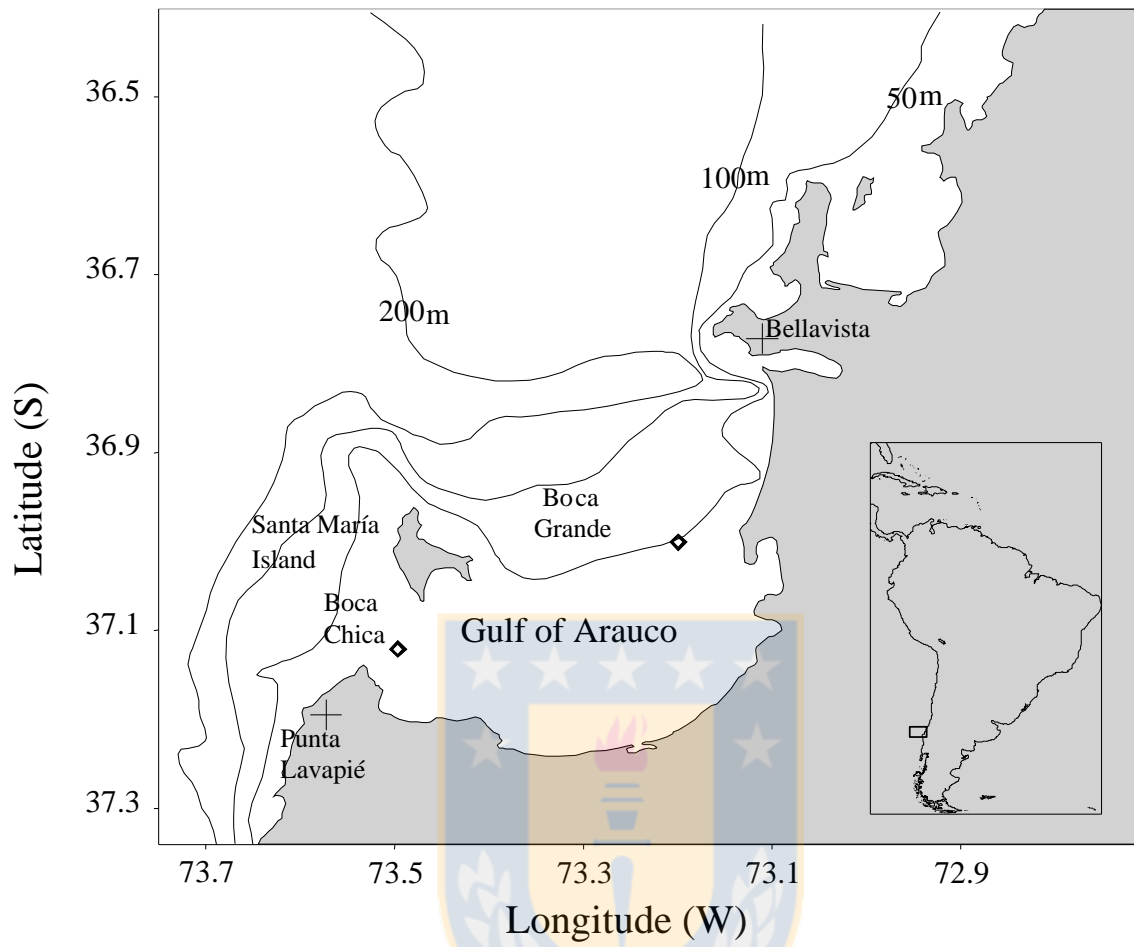 36.5
50m
100m
36.7
200m
Bellavista
36.9
Boca
Grande
Santa María
Island
Boca
Chica
37.1
Gulf of Arauco
Punta
Lavapié
37.3
Latitude (S)
73.7
73.5
73.3
73.1
72.9
Longitude (W)